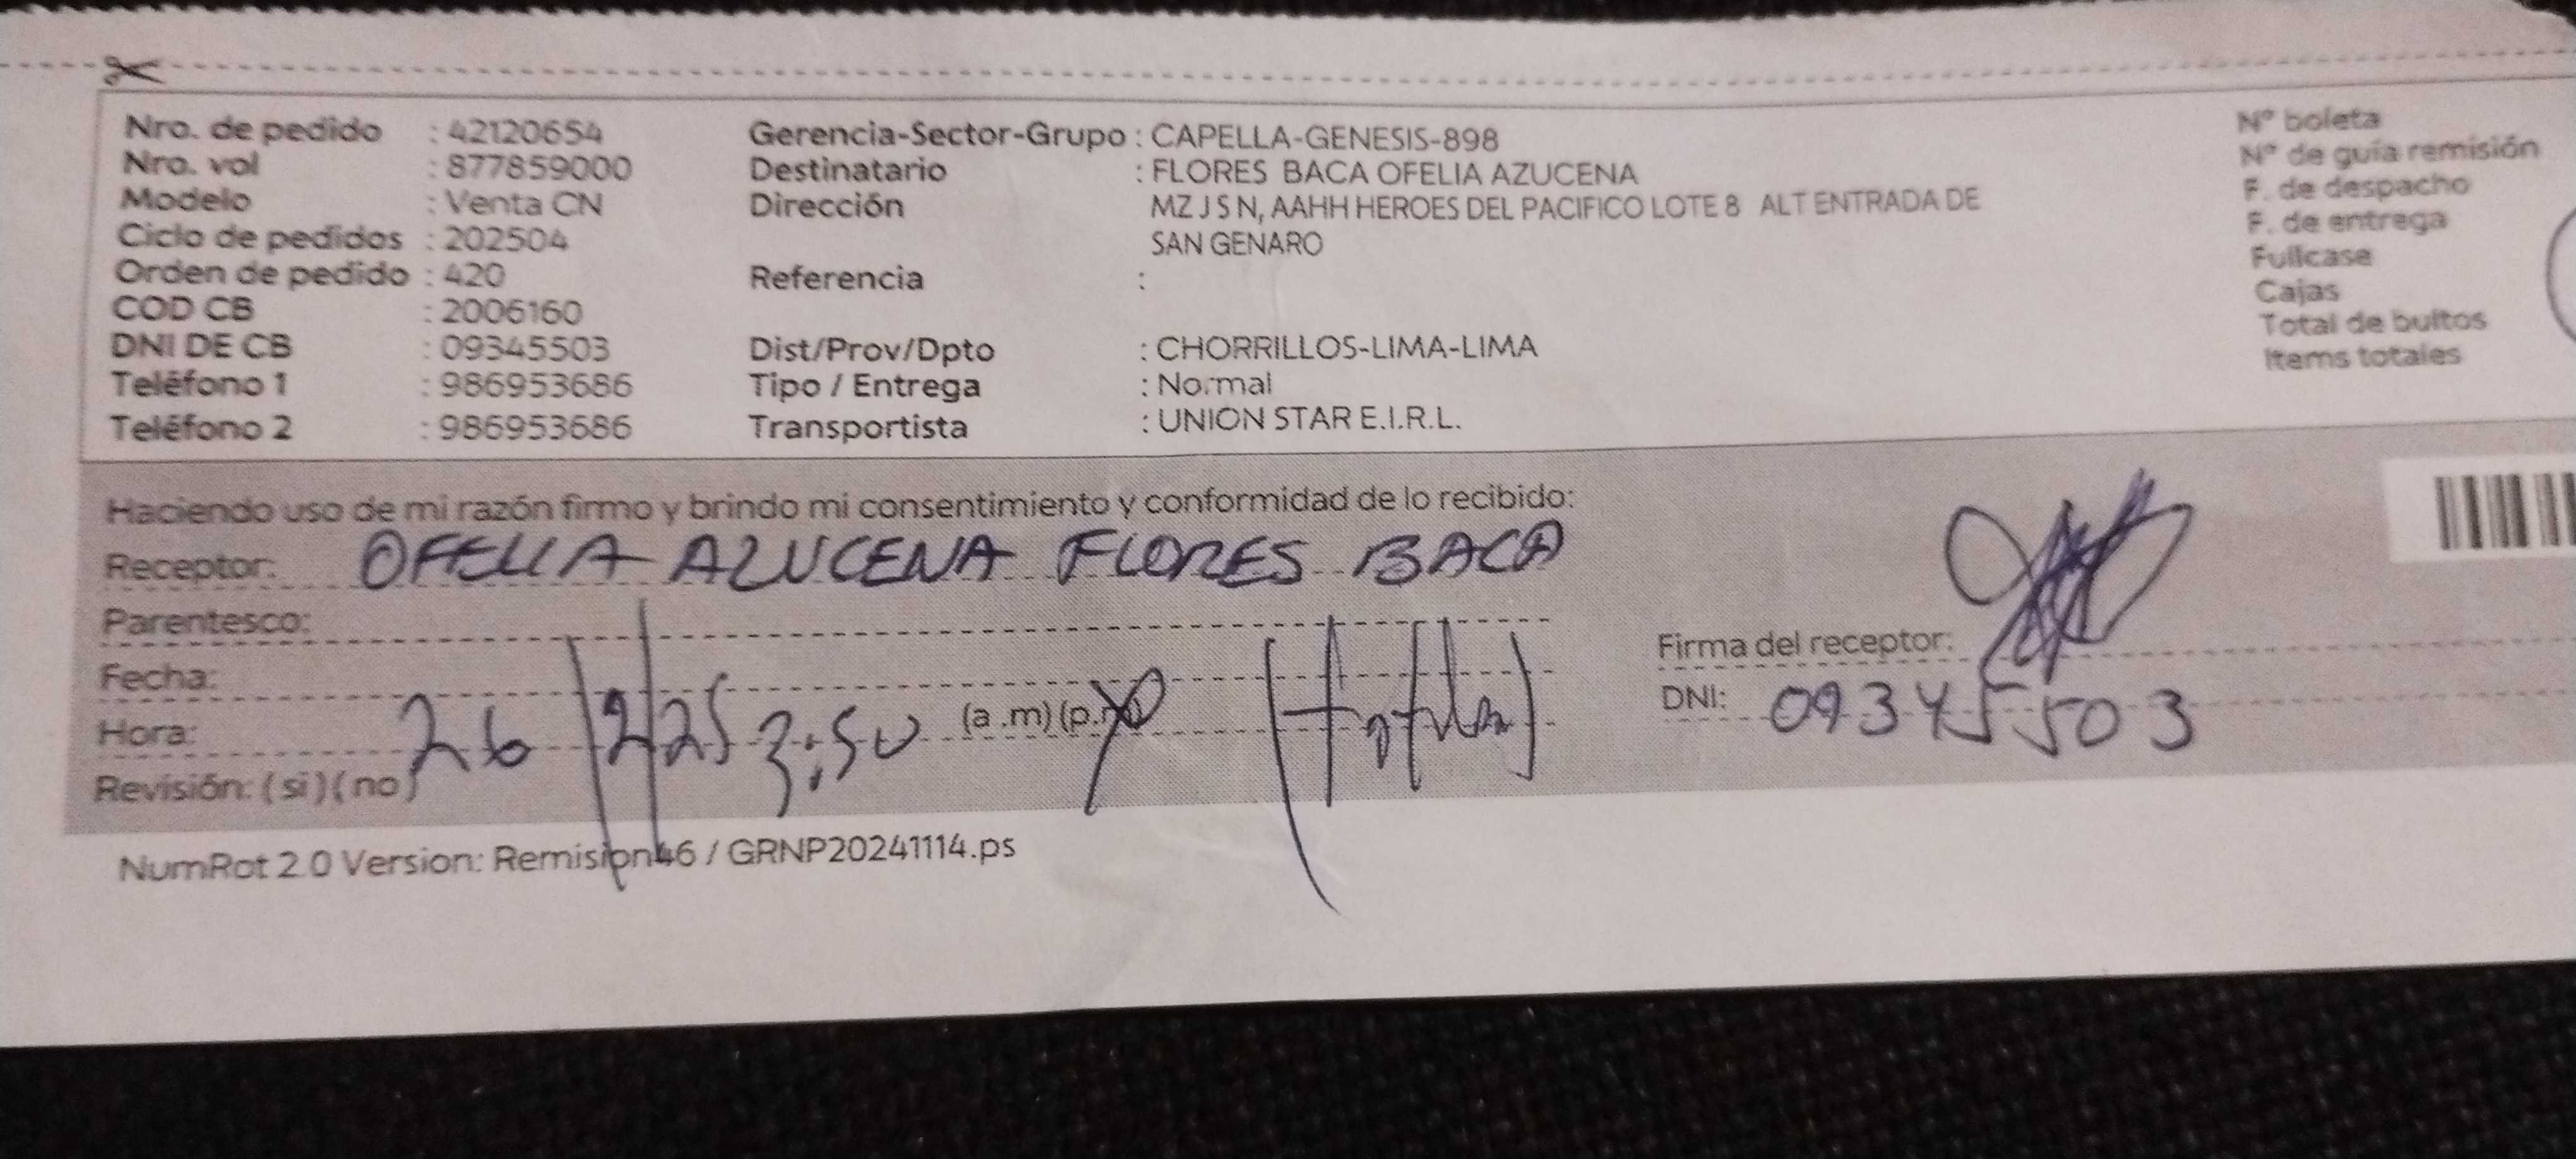 Nro. de pedido : 42120654
Nro. vol : 877859000
Modelo : Venta CN
Ciclo de pedidos : 202504
Orden de pedido : 420
COD CB : 2006160
DNI DE CB : 09345503
Teléfono 1 : 986953686
Teléfono 2 : 986953686
Gerencia-Sector-Grupo : CAPELLA-GENESIS-898
Destinatario : FLORES BACA OFELIA AZUCENA
Dirección MZ J S N, AAHH HEROES DEL PACIFICO LOTE 8 ALT ENTRADA DE
SAN GENARO
Referencia :
Dist/Prov/Dpto : CHORRILLOS-LIMA-LIMA
Tipo / Entrega : Normal
Transportista : UNION STAR E.I.R.L.
Nº boleta
Nº de guía remisión
F. de despacho
F. de entrega
Fullcase
Cajas
Total de bultos
Items totales
Haciendo uso de mi razón firmo y brindo mi consentimiento y conformidad de lo recibido:
Receptor: OFELIA AZUCENA FLORES BACA
Parentesco:
Fecha:
Hora: 26/2/25 3:50 (a .m) (p.m)
Revisión: ( si ) ( no )
Firma del receptor:
DNI: 09345503
NumRot 2.0 Version: Remision46 / GRNP20241114.ps